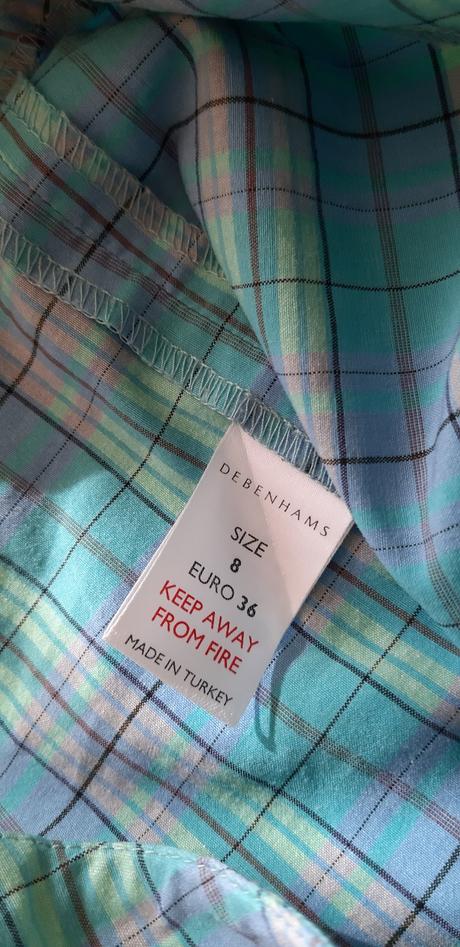 DEBENHAMS
SIZE
8
EURO 36
KEEP AWAY
FROM FIRE
MADE IN TURKEY